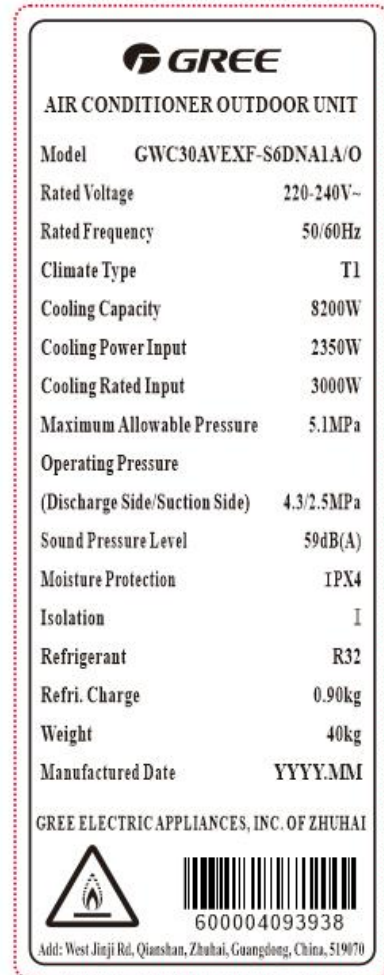 GREE
AIR CONDITIONER OUTDOOR UNIT
Model GWC30AVEXF-S6DNA1A/O
Rated Voltage 220-240V~
Rated Frequency 50/60Hz
Climate Type T1
Cooling Capacity 8200W
Cooling Power Input 2350W
Cooling Rated Input 3000W
Maximum Allowable Pressure 5.1MPa
Operating Pressure
(Discharge Side/Suction Side) 4.3/2.5MPa
Sound Pressure Level 59dB(A)
Moisture Protection IPX4
Isolation I
Refrigerant R32
Refri. Charge 0.90kg
Weight 40kg
Manufactured Date YYYY.MM
GREE ELECTRIC APPLIANCES, INC. OF ZHUHAI
600004093938
Add: West Jinji Rd, Qianshan, Zhuhai, Guangdong, China, 519070